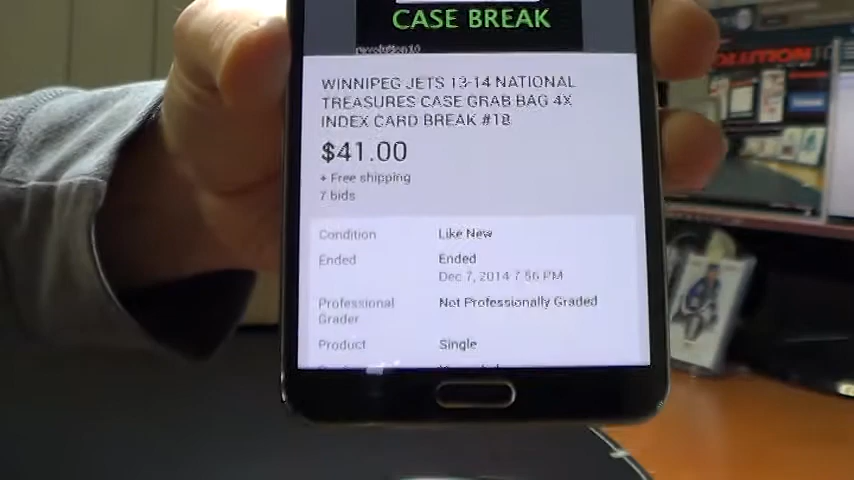 CASE BREAK
revolution10
WINNIPEG JETS 13-14 NATIONAL
TREASURES CASE GRAB BAG 4X
INDEX CARD BREAK #18
$41.00
+ Free shipping
7 bids
Condition Like New
Ended Ended
Dec 7, 2014 7:56 PM
Professional Grader Not Professionally Graded
Product Single